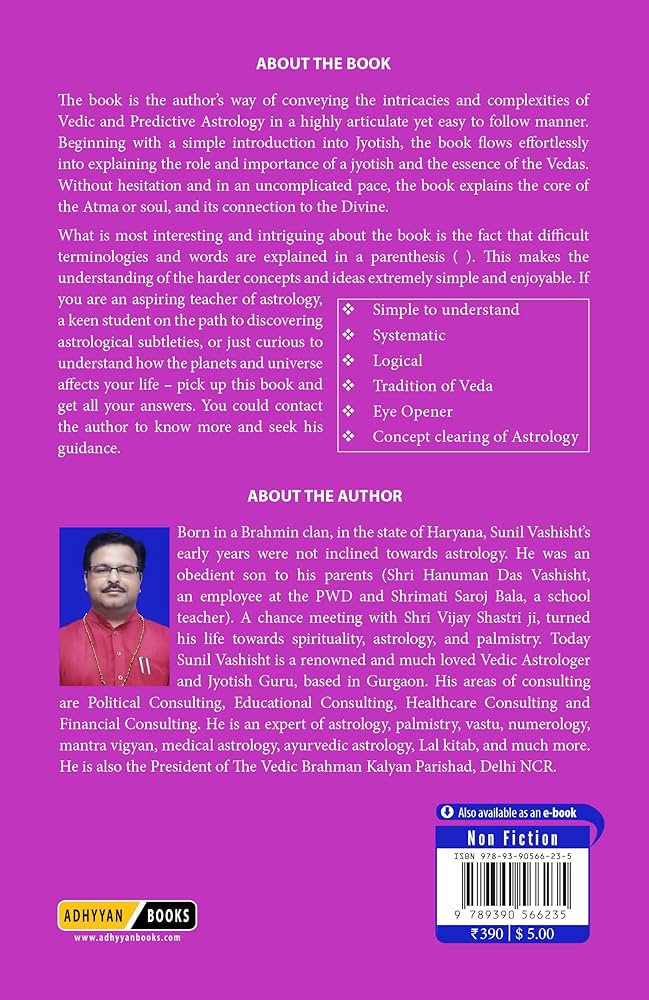 ABOUT THE BOOK
The book is the author's way of conveying the intricacies and complexities of
Vedic and Predictive Astrology in a highly articulate yet easy to follow manner.
Beginning with a simple introduction into Jyotish, the book flows effortlessly
into explaining the role and importance of a jyotish and the essence of the Vedas.
Without hesitation and in an uncomplicated pace, the book explains the core of
the Atma or soul, and its connection to the Divine.
What is most interesting and intriguing about the book is the fact that difficult
terminologies and words are explained in a parenthesis ( ). This makes the
understanding of the harder concepts and ideas extremely simple and enjoyable. If
you are an aspiring teacher of astrology,
a keen student on the path to discovering
astrological subtleties, or just curious to
understand how the planets and universe
affects your life – pick up this book and
get all your answers. You could contact
the author to know more and seek his
guidance.
❖ Simple to understand
❖ Systematic
❖ Logical
❖ Tradition of Veda
❖ Eye Opener
❖ Concept clearing of Astrology
ABOUT THE AUTHOR
Born in a Brahmin clan, in the state of Haryana, Sunil Vashisht's
early years were not inclined towards astrology. He was an
obedient son to his parents (Shri Hanuman Das Vashisht,
an employee at the PWD and Shrimati Saroj Bala, a school
teacher). A chance meeting with Shri Vijay Shastri ji, turned
his life towards spirituality, astrology, and palmistry. Today
Sunil Vashisht is a renowned and much loved Vedic Astrologer
and Jyotish Guru, based in Gurgaon. His areas of consulting
are Political Consulting, Educational Consulting, Healthcare Consulting and
Financial Consulting. He is an expert of astrology, palmistry, vastu, numerology,
mantra vigyan, medical astrology, ayurvedic astrology, Lal kitab, and much more.
He is also the President of The Vedic Brahman Kalyan Parishad, Delhi NCR.
Also available as an e-book
Non Fiction
ISBN 978-93-90566-23-5
9 789390 566235
₹390 | $ 5.00
ADHYYAN BOOKS
www.adhyyanbooks.com